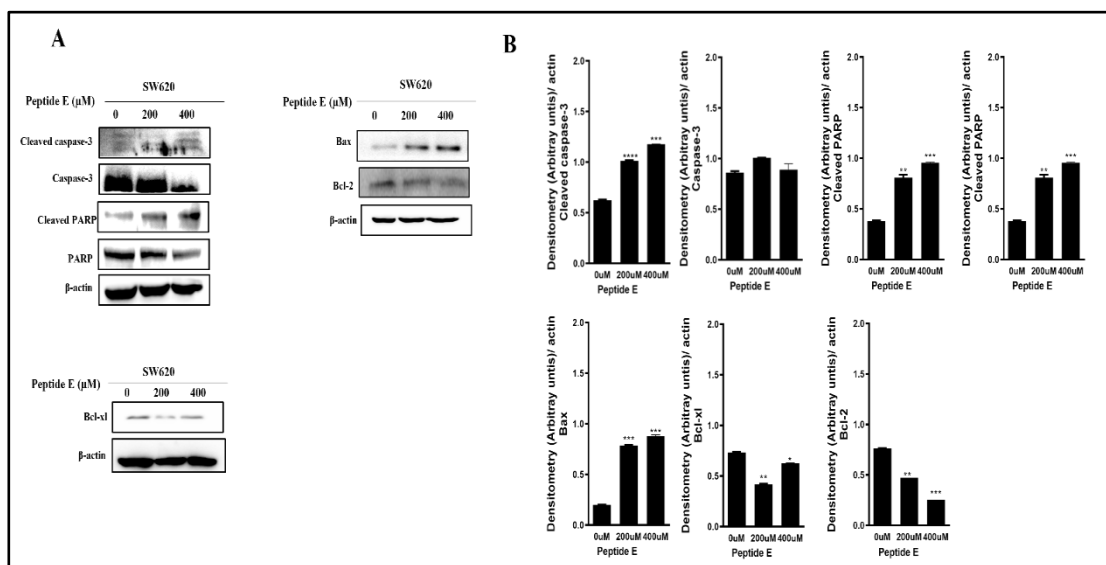 A
SW620
Peptide E (µM)
0 200 400
Cleaved caspase-3
Caspase-3
Cleaved PARP
PARP
β-actin
SW620
Peptide E (µM)
0 200 400
Bax
Bcl-2
β-actin
SW620
Peptide E (µM)
0 200 400
Bcl-xl
β-actin
B
Densitometry (Arbitray untis)/ actin
Cleaved caspase-3
2.0
1.5
1.0
0.5
0.0
****
***
0uM 200uM 400uM
Peptide E
Densitometry (Arbitray untis)/ actin
Caspase-3
2.0
1.5
1.0
0.5
0.0
0uM 200uM 400uM
Peptide E
Densitometry (Arbitray untis)/ actin
Cleaved PARP
2.0
1.5
1.0
0.5
0.0
**
***
0uM 200uM 400uM
Peptide E
Densitometry (Arbitray untis)/ actin
Cleaved PARP
2.0
1.5
1.0
0.5
0.0
**
***
0uM 200uM 400uM
Peptide E
Densitometry (Arbitray untis)/ actin
Bax
2.0
1.5
1.0
0.5
0.0
***
***
0uM 200uM 400uM
Peptide E
Densitometry (Arbitray untis)/ actin
Bcl-xl
2.0
1.5
1.0
0.5
0.0
**
*
0uM 200uM 400uM
Peptide E
Densitometry (Arbitray untis)/ actin
Bcl-2
2.0
1.5
1.0
0.5
0.0
**
***
0uM 200uM 400uM
Peptide E